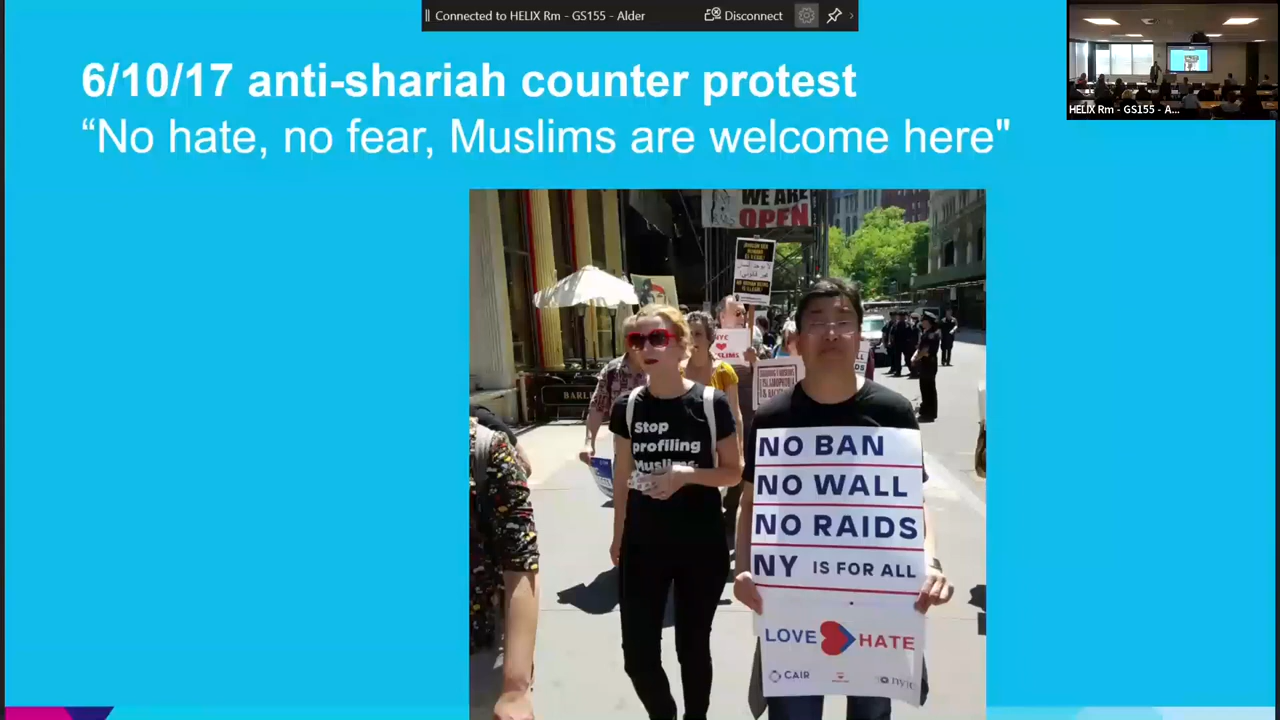 Connected to HELIX Rm - GS155 - Alder
Disconnect
HELIX Rm - GS155 - A...
6/10/17 anti-shariah counter protest
“No hate, no fear, Muslims are welcome here"
WE ARE
OPEN
NYC
Stop
profiling
Muslims
NO BAN
NO WALL
NO RAIDS
NY IS FOR ALL
LOVE HATE
CAIR